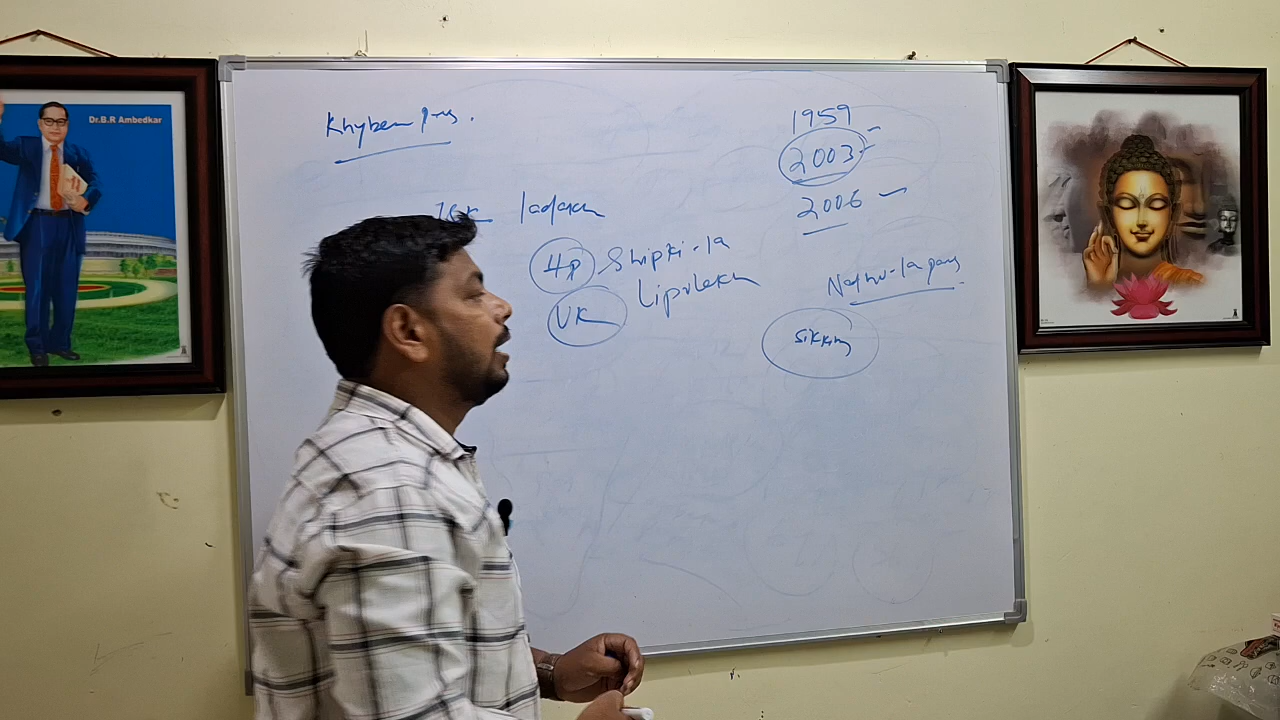 Dr.B.R Ambedkar
Khyber pass.
J&K ladakh
HP Shipki-la
UK Lipulekh
1959
2003
2006
Nathu-la pass
Sikkim